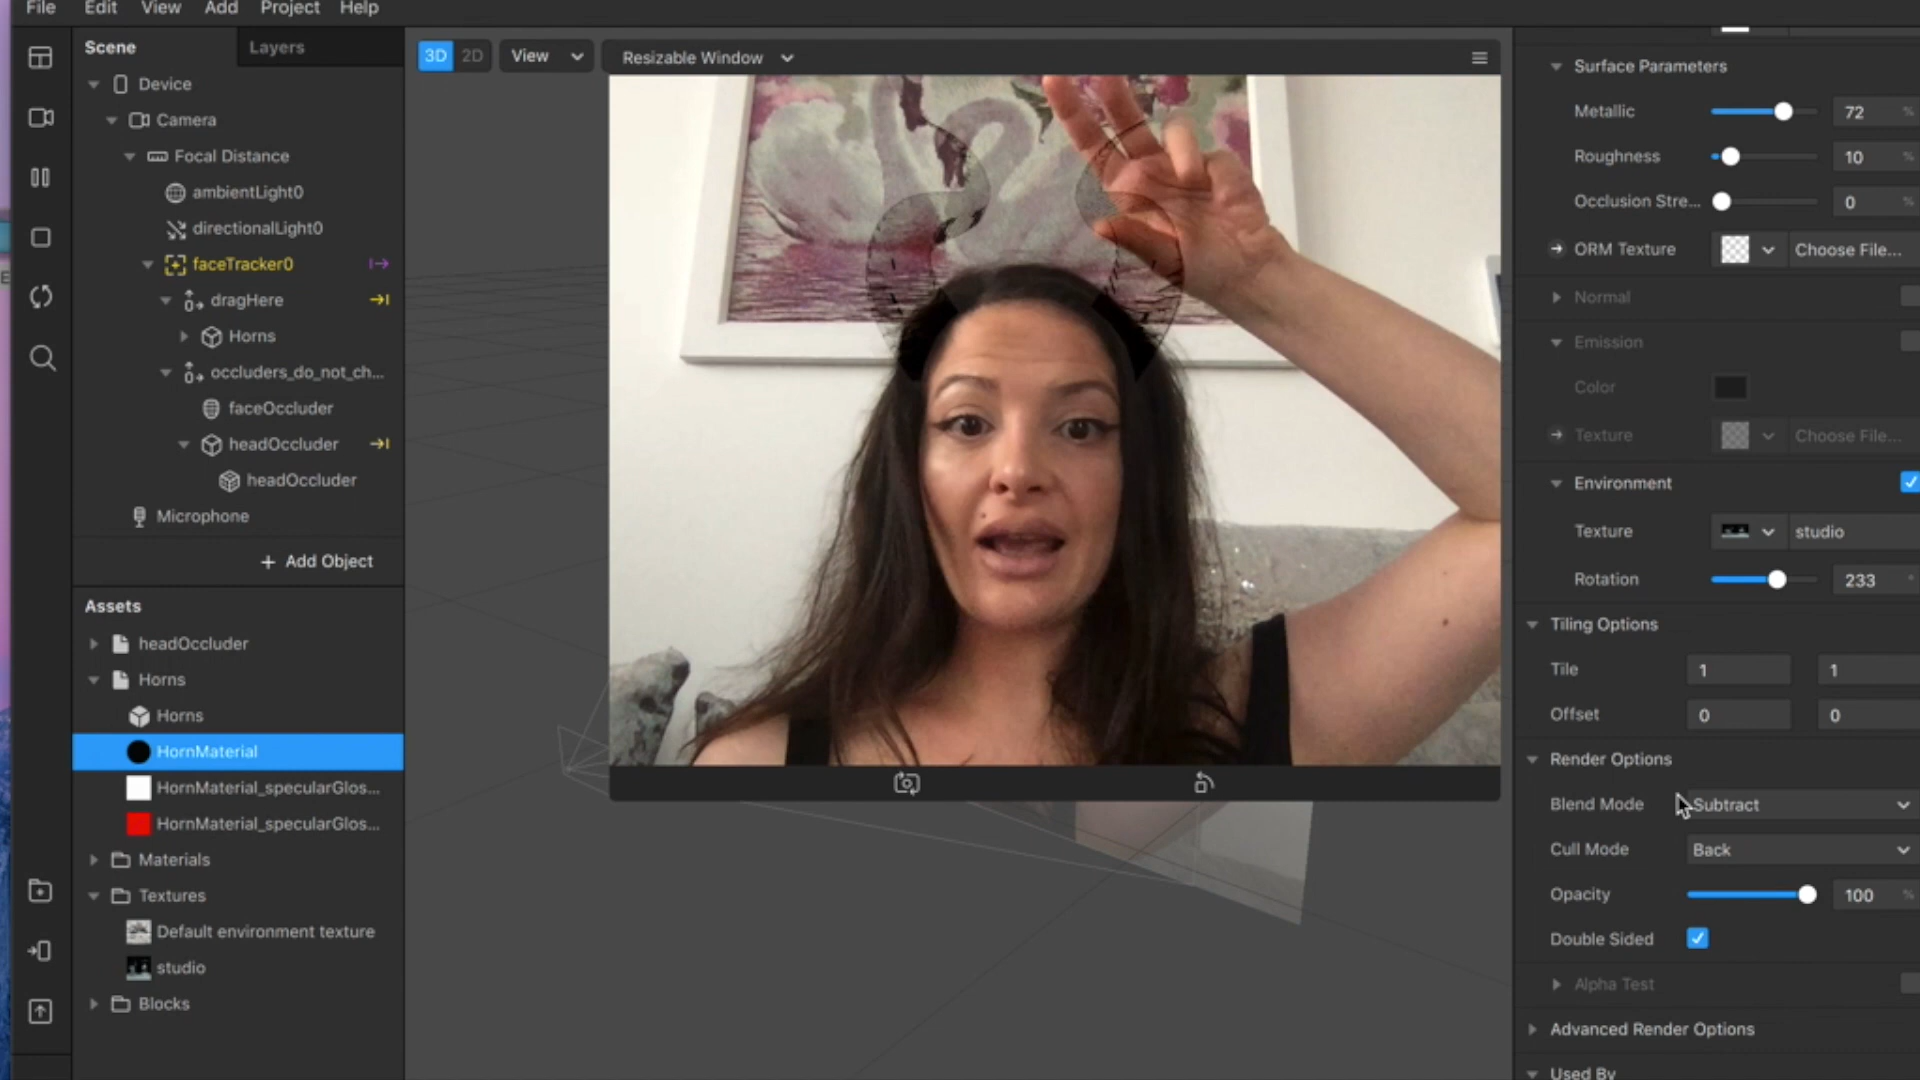 File Edit View Add Project Help
Scene Layers
Device
Camera
Focal Distance
ambientLight0
directionalLight0
faceTracker0
dragHere
Horns
occluders_do_not_ch...
faceOccluder
headOccluder
headOccluder
Microphone
+ Add Object
Assets
headOccluder
Horns
Horns
HornMaterial
HornMaterial_specularGlos...
HornMaterial_specularGlos...
Materials
Textures
Default environment texture
studio
Blocks
3D 2D View Resizable Window
Surface Parameters
Metallic 72 %
Roughness 10 %
Occlusion Stre... 0 %
ORM Texture Choose File...
Normal
Emission
Color
Texture Choose File...
Environment
Texture studio
Rotation 233 °
Tiling Options
Tile 1 1
Offset 0 0
Render Options
Blend Mode Subtract
Cull Mode Back
Opacity 100 %
Double Sided
Alpha Test
Advanced Render Options
Used By